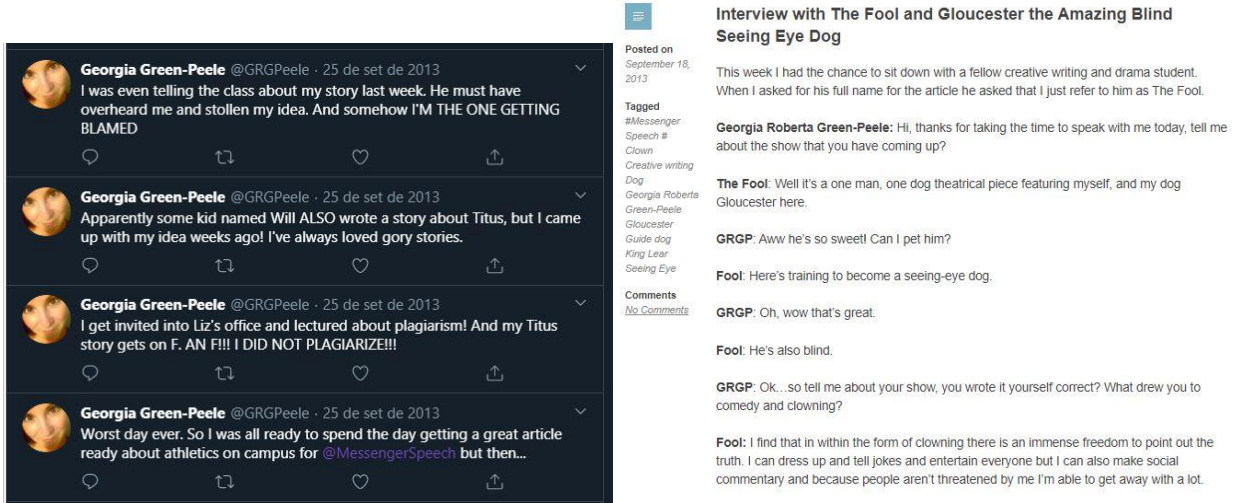 Georgia Green-Peele @GRGPeele · 25 de set de 2013
I was even telling the class about my story last week. He must have
overheard me and stollen my idea. And somehow I'M THE ONE GETTING
BLAMED
Georgia Green-Peele @GRGPeele · 25 de set de 2013
Apparently some kid named Will ALSO wrote a story about Titus, but I came
up with my idea weeks ago! I've always loved gory stories.
Georgia Green-Peele @GRGPeele · 25 de set de 2013
I get invited into Liz's office and lectured about plagiarism! And my Titus
story gets on F. AN F!!! I DID NOT PLAGIARIZE!!!
Georgia Green-Peele @GRGPeele · 25 de set de 2013
Worst day ever. So I was all ready to spend the day getting a great article
ready about athletics on campus for @MessengerSpeech but then...
Posted on
September 18,
2013
Tagged
#Messenger
Speech #
Clown
Creative writing
Dog
Georgia Roberta
Green-Peele
Gloucester
Guide dog
King Lear
Seeing Eye
Comments
No Comments
Interview with The Fool and Gloucester the Amazing Blind
Seeing Eye Dog
This week I had the chance to sit down with a fellow creative writing and drama student.
When I asked for his full name for the article he asked that I just refer to him as The Fool.
Georgia Roberta Green-Peele: Hi, thanks for taking the time to speak with me today, tell me
about the show that you have coming up?
The Fool: Well it's a one man, one dog theatrical piece featuring myself, and my dog
Gloucester here.
GRGP: Aww he's so sweet! Can I pet him?
Fool: Here's training to become a seeing-eye dog.
GRGP: Oh, wow that's great.
Fool: He's also blind.
GRGP: Ok…so tell me about your show, you wrote it yourself correct? What drew you to
comedy and clowning?
Fool: I find that in within the form of clowning there is an immense freedom to point out the
truth. I can dress up and tell jokes and entertain everyone but I can also make social
commentary and because people aren't threatened by me I'm able to get away with a lot.